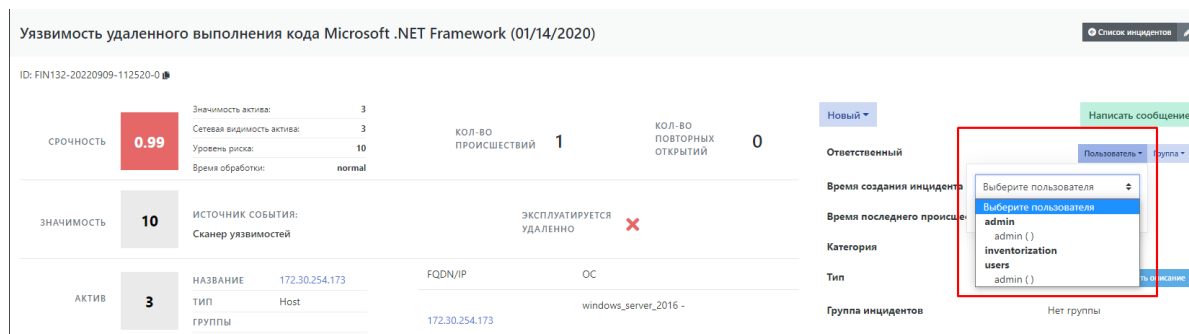 Уязвимость удаленного выполнения кода Microsoft .NET Framework (01/14/2020)
Список инцидентов
ID: FIN132-20220909-112520-0
СРОЧНОСТЬ
0.99
Значимость актива: 3
Сетевая видимость актива: 3
Уровень риска: 10
Время обработки: normal
КОЛ-ВО ПРОИСШЕСТВИЙ
1
КОЛ-ВО ПОВТОРНЫХ ОТКРЫТИЙ
0
ЗНАЧИМОСТЬ
10
ИСТОЧНИК СОБЫТИЯ:
Сканер уязвимостей
ЭКСПЛУАТИРУЕТСЯ УДАЛЕННО
АКТИВ
3
НАЗВАНИЕ 172.30.254.173
ТИП Host
ГРУППЫ
FQDN/IP ОС
windows_server_2016 -
172.30.254.173
Новый
Написать сообщение
Ответственный
Пользователь Группа
Время создания инцидента
Время последнего
Категория
Тип
описание
Группа инцидентов Нет группы
Выберите пользователя
Выберите пользователя
admin
admin ( )
inventorization
users
admin ( )